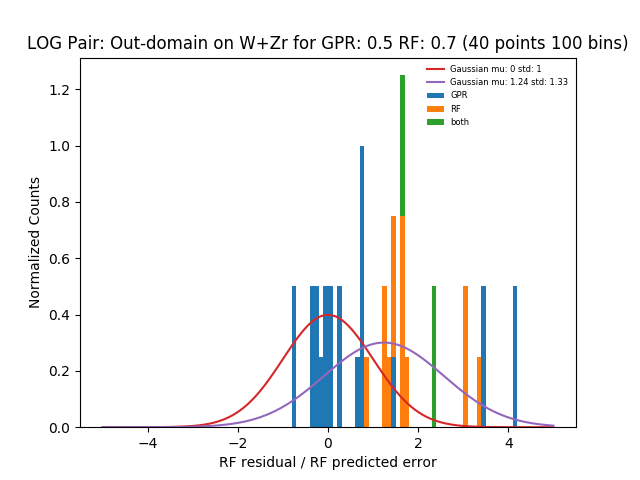 LOG Pair: Out-domain on W+Zr for GPR: 0.5 RF: 0.7 (40 points 100 bins)
Gaussian mu: 0 std: 1
Gaussian mu: 1.24 std: 1.33
GPR
RF
both
Normalized Counts
1.2
1.0
0.8
0.6
0.4
0.2
0.0
−4 −2 0 2 4
RF residual / RF predicted error